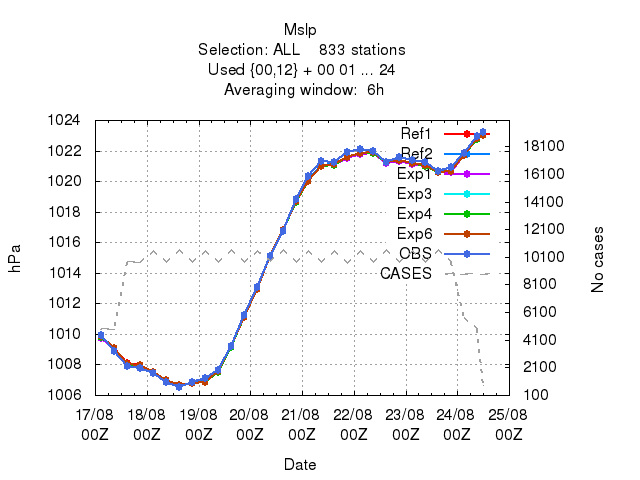 Mslp
Selection: ALL    833 stations
Used {00,12} + 00 01 ... 24
Averaging window:  6h
1024
1022
1020
1018
1016
1014
1012
1010
1008
1006
hPa
Ref1
Ref2
Exp1
Exp3
Exp4
Exp6
OBS
CASES
18100
16100
14100
12100
10100
8100
6100
4100
2100
100
No cases
17/08 18/08 19/08 20/08 21/08 22/08 23/08 24/08 25/08
00Z 00Z 00Z 00Z 00Z 00Z 00Z 00Z 00Z
Date